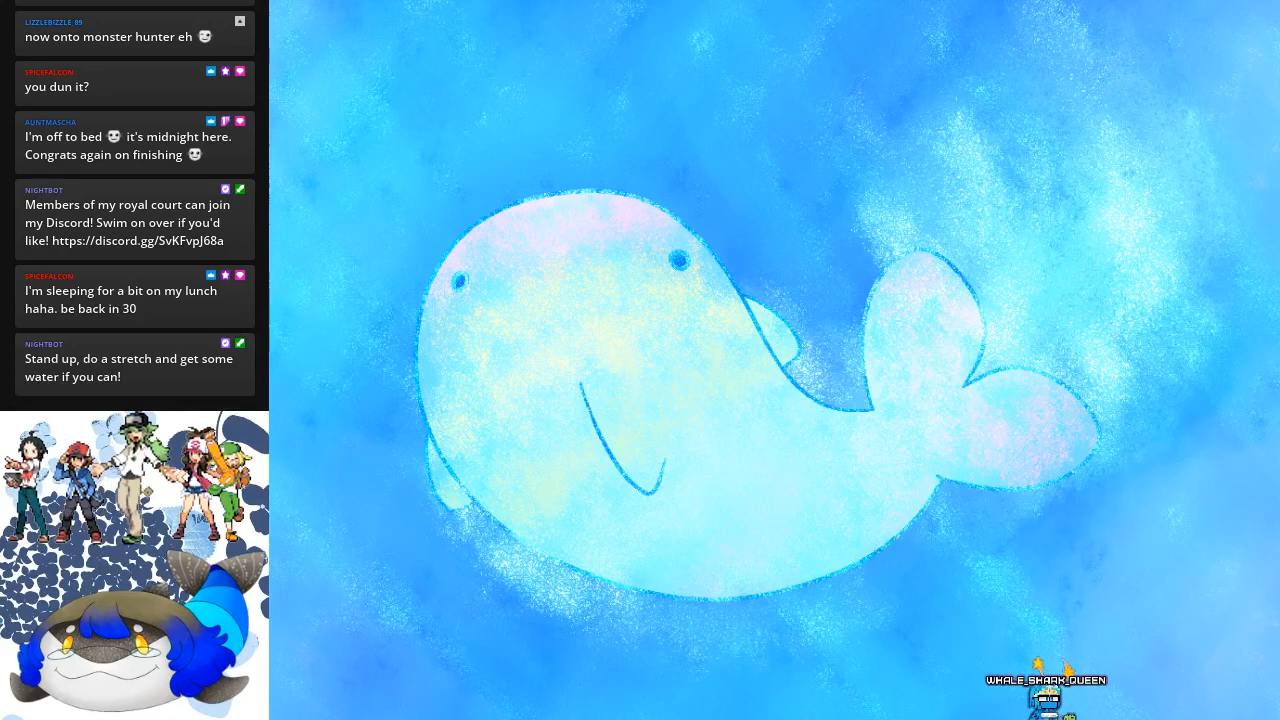 LIZZLEBIZZLE_89
now onto monster hunter eh
SPICEFALCON
you dun it?
AUNTMASCHA
I'm off to bed it's midnight here.
Congrats again on finishing
NIGHTBOT
Members of my royal court can join
my Discord! Swim on over if you'd
like! https://discord.gg/SvKFvpJ68a
SPICEFALCON
I'm sleeping for a bit on my lunch
haha. be back in 30
NIGHTBOT
Stand up, do a stretch and get some
water if you can!
WHALE_SHARK_QUEEN